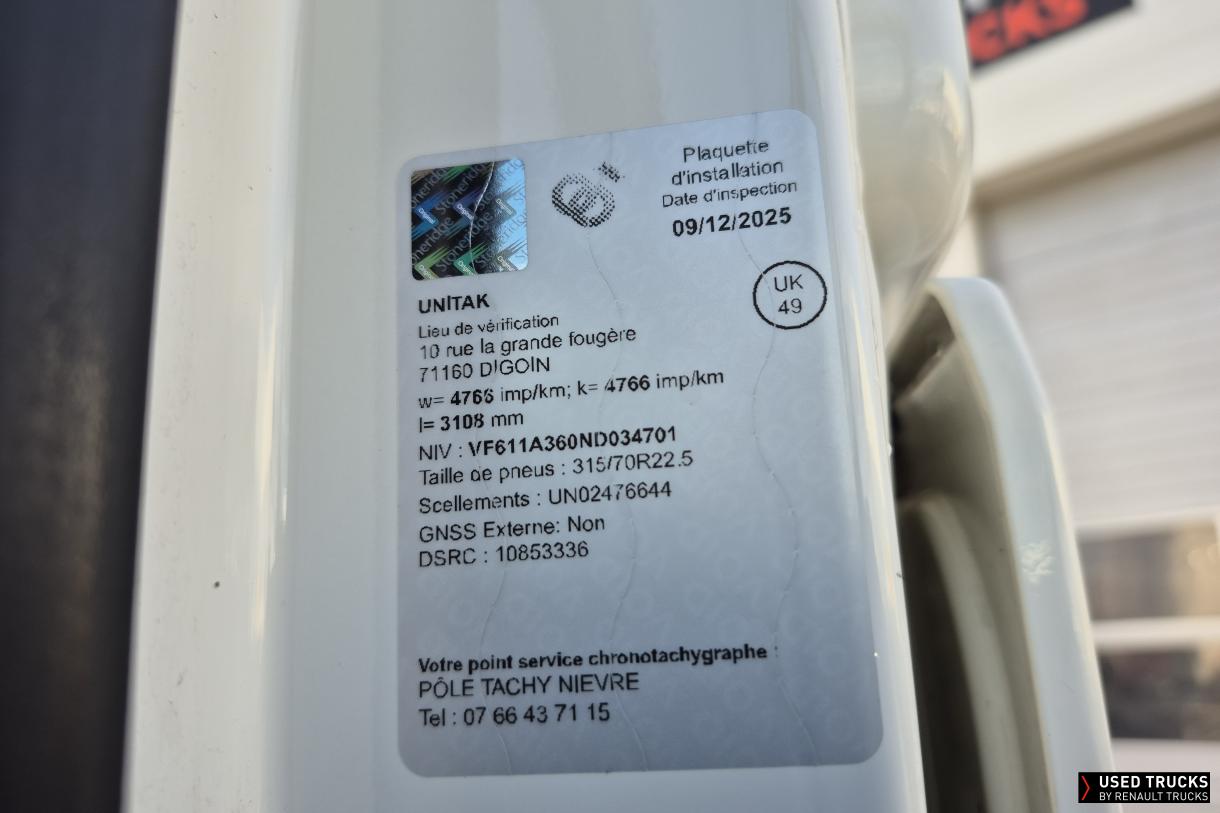 CKS
Stoneridge
Plaquette
d'installation
Date d'inspection
09/12/2025
UK
49
UNITAK
Lieu de vérification
10 rue la grande fougère
71160 DIGOIN
w= 4766 imp/km; k= 4766 imp/km
l= 3108 mm
NIV : VF611A360ND034701
Taille de pneus : 315/70R22.5
Scellements : UN02476644
GNSS Externe: Non
DSRC : 10853336
Votre point service chronotachygraphe :
PÔLE TACHY NIEVRE
Tel : 07 66 43 71 15
USED TRUCKS
BY RENAULT TRUCKS